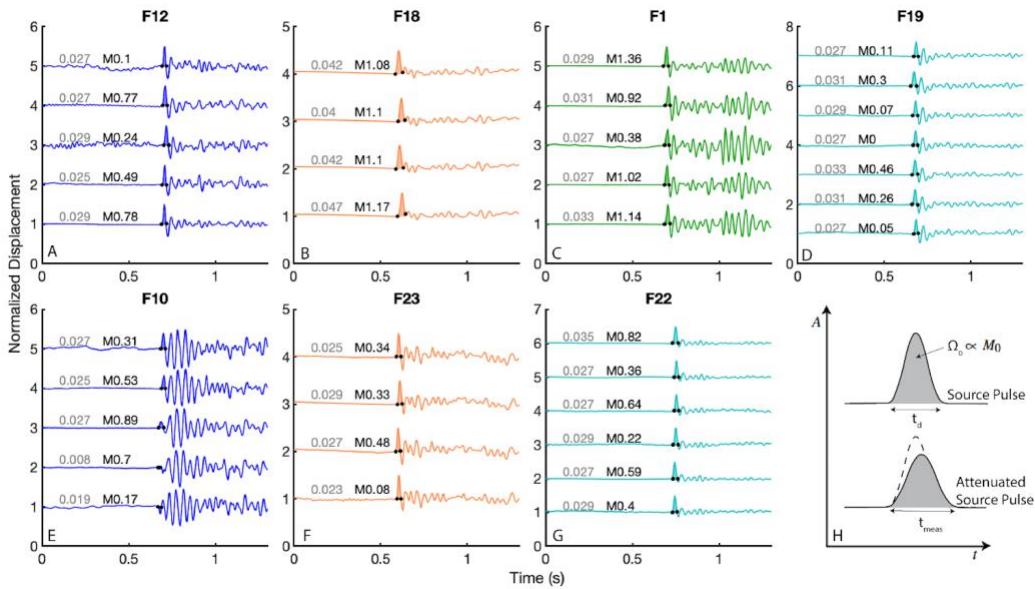 F12
F18
F1
F19
Normalized Displacement
6
5
4
3
2
1
0
0.027 M0.1
0.027 M0.77
0.029 M0.24
0.025 M0.49
0.029 M0.78
A
0 0.5 1
5
4
3
2
1
0
0.042 M1.08
0.04 M1.1
0.042 M1.1
0.047 M1.17
B
0 0.5 1
6
5
4
3
2
1
0
0.029 M1.36
0.031 M0.92
0.027 M0.38
0.027 M1.02
0.033 M1.14
C
0 0.5 1
8
6
4
2
0
0.027 M0.11
0.031 M0.3
0.029 M0.07
0.027 M0
0.033 M0.46
0.031 M0.26
0.027 M0.05
D
0 0.5 1
F10
F23
F22
6
5
4
3
2
1
0
0.027 M0.31
0.025 M0.53
0.027 M0.89
0.008 M0.7
0.019 M0.17
E
0 0.5 1
5
4
3
2
1
0
0.025 M0.34
0.029 M0.33
0.027 M0.48
0.023 M0.08
F
0 0.5 1
7
6
5
4
3
2
1
0
0.035 M0.82
0.027 M0.36
0.027 M0.64
0.029 M0.22
0.027 M0.59
0.029 M0.4
G
0 0.5 1
A
Ω₀ ∝ M₀
Source Pulse
t_d
Attenuated
Source Pulse
t_meas
H
t
Time (s)